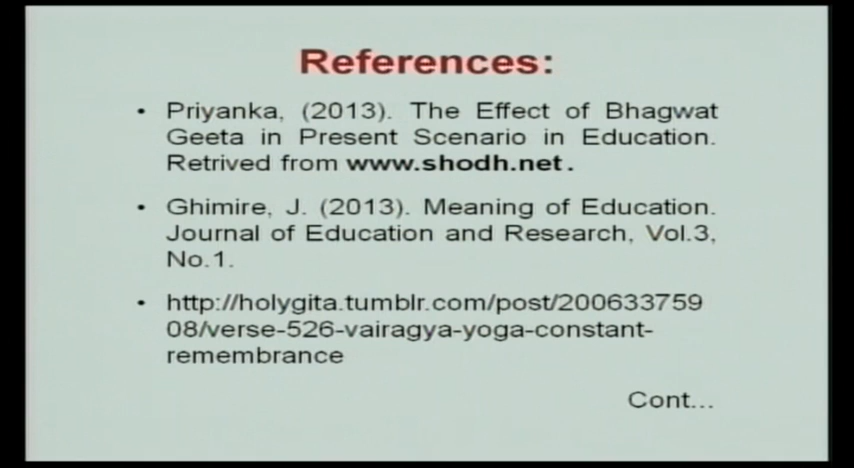 References:
• Priyanka, (2013). The Effect of Bhagwat
Geeta in Present Scenario in Education.
Retrived from www.shodh.net.
• Ghimire, J. (2013). Meaning of Education.
Journal of Education and Research, Vol.3,
No.1.
• http://holygita.tumblr.com/post/200633759
08/verse-526-vairagya-yoga-constant-
remembrance
Cont...